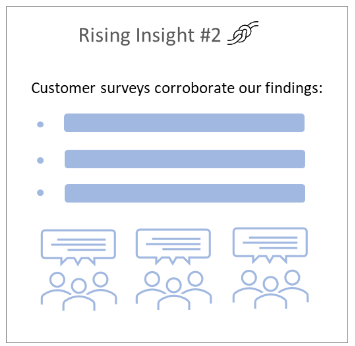 Rising Insight #2
Customer surveys corroborate our findings: